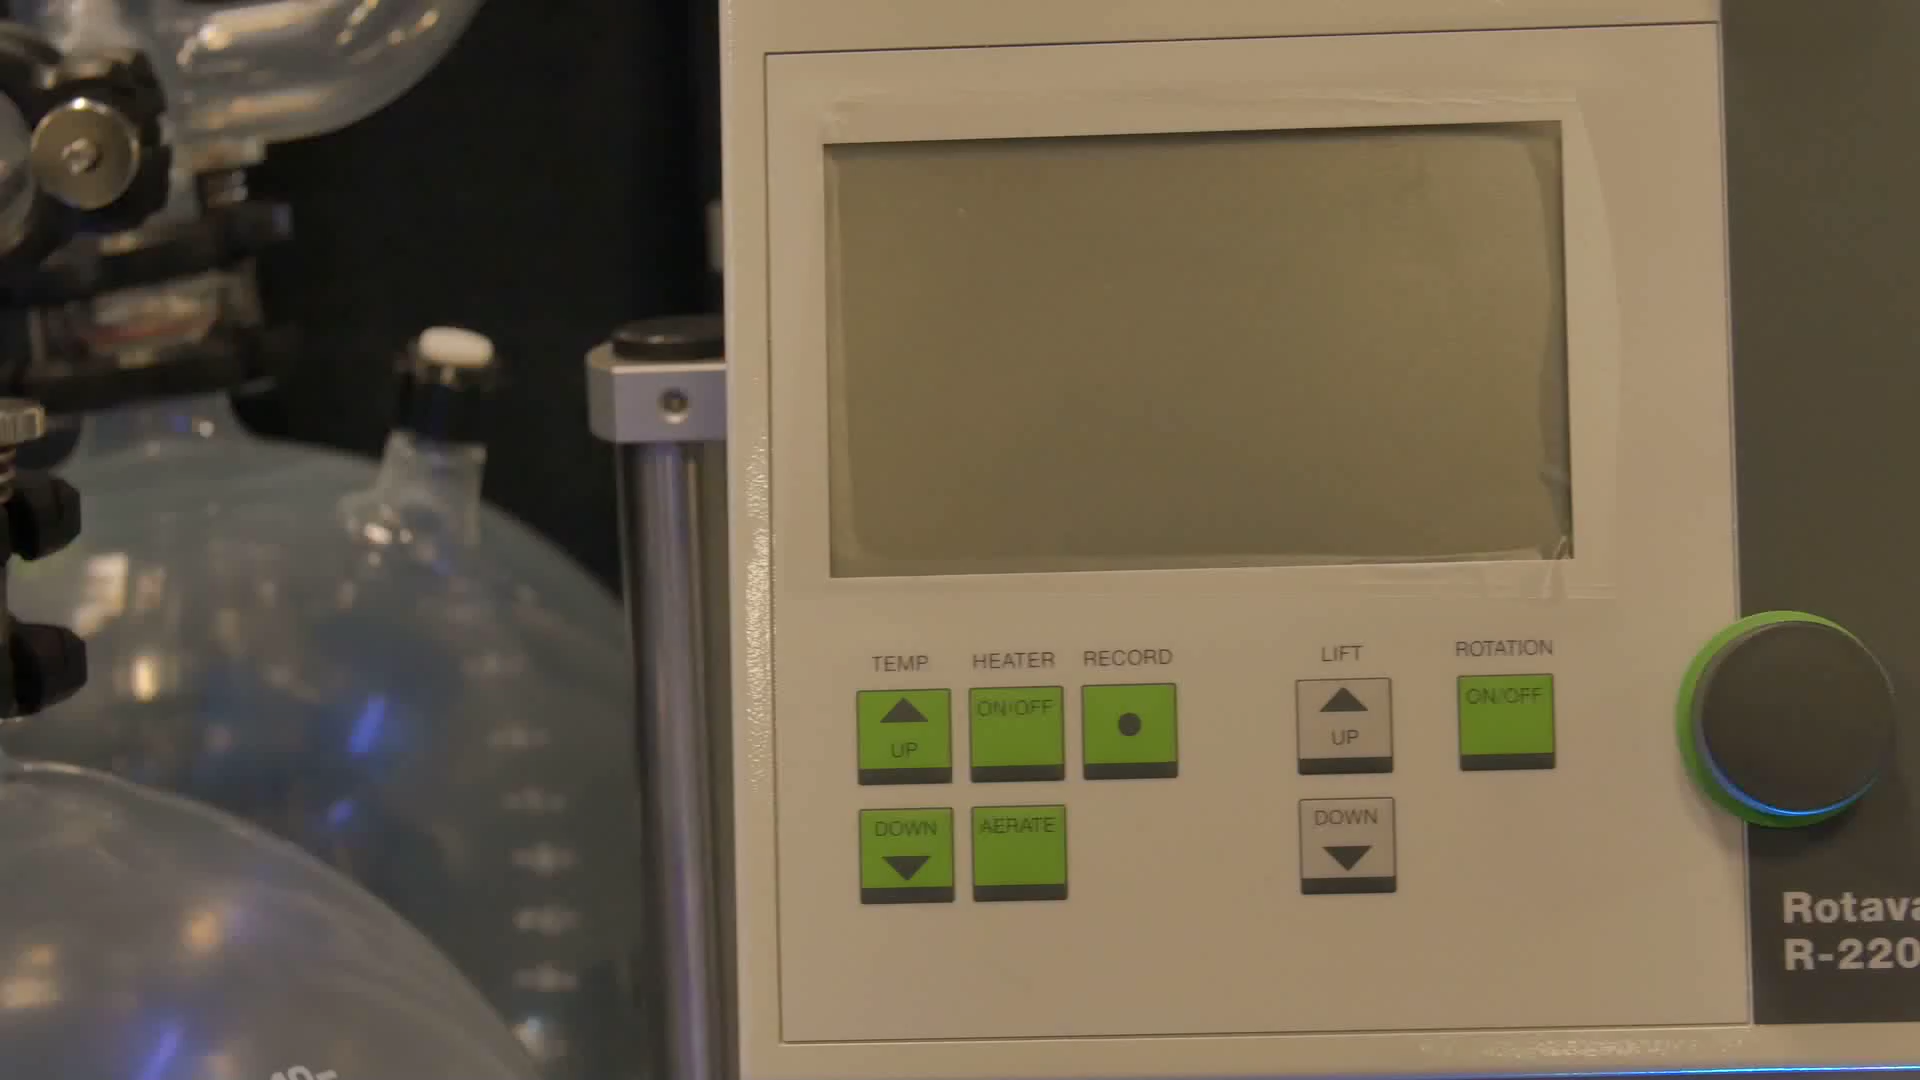 TEMP HEATER RECORD LIFT ROTATION
UP ON/OFF UP ON/OFF
DOWN AERATE DOWN
Rotava
R-220